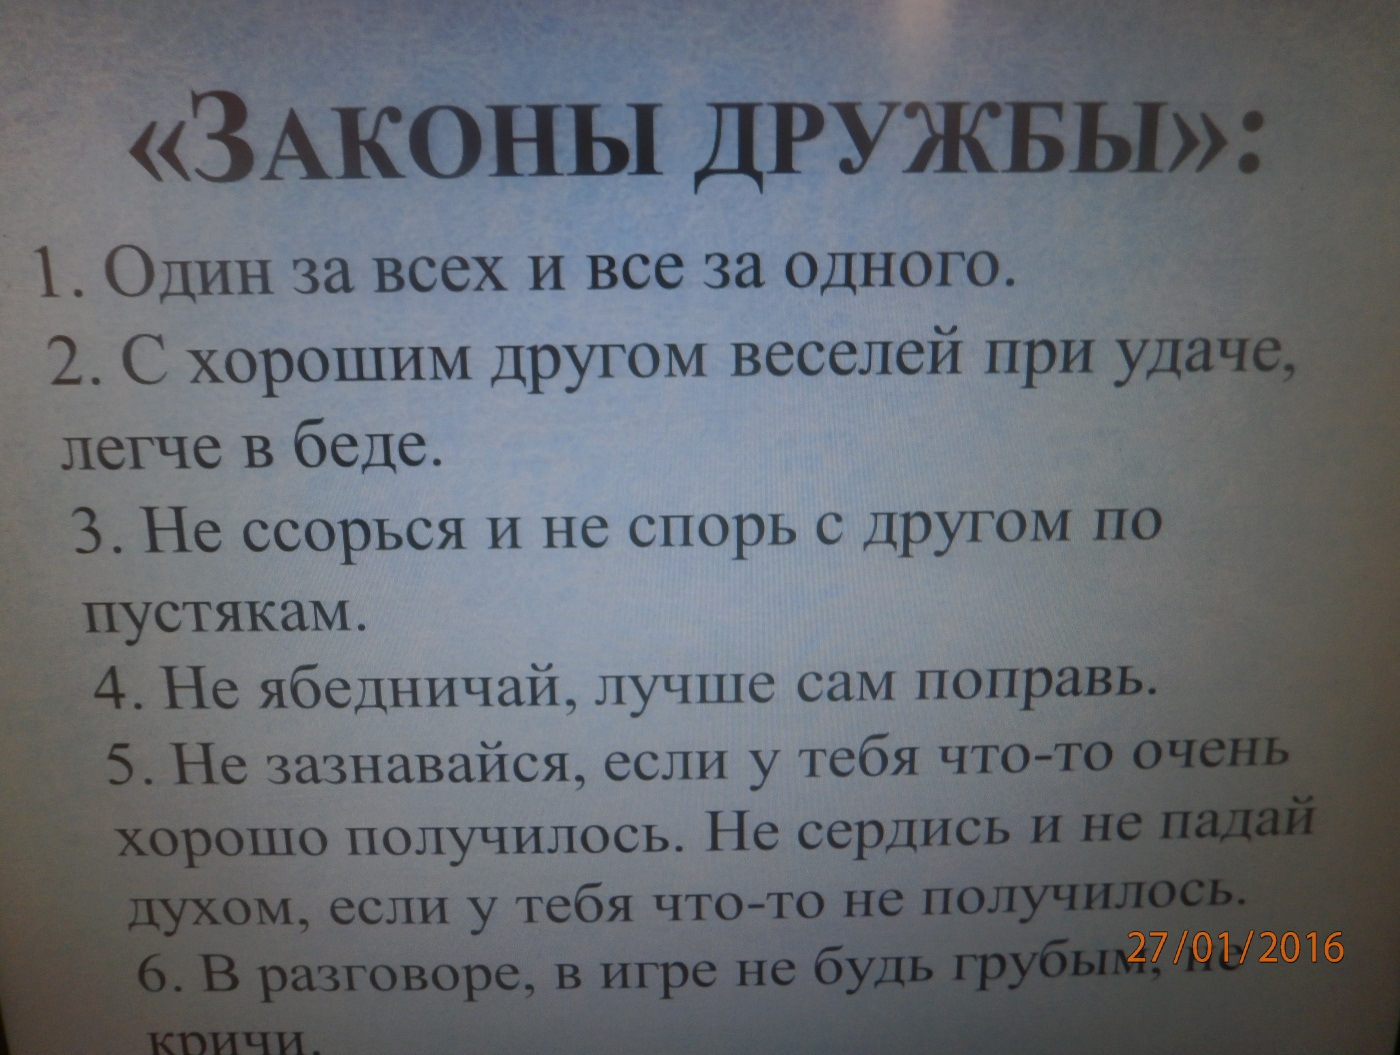 «Законы дружбы»:
1. Один за всех и все за одного.
2. С хорошим другом веселей при удаче,
легче в беде.
3. Не ссорься и не спорь с другом по
пустякам.
4. Не ябедничай, лучше сам поправь.
5. Не зазнавайся, если у тебя что-то очень
хорошо получилось. Не сердись и не падай
духом, если у тебя что-то не получилось.
6. В разговоре, в игре не будь грубым, не
кричи.
27/01/2016